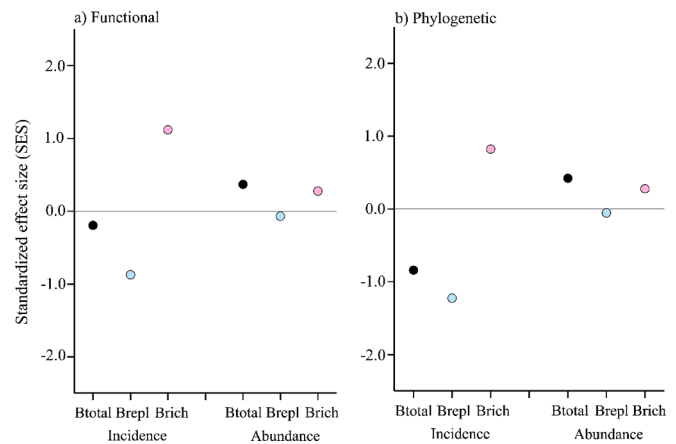 a) Functional
Standardized effect size (SES)
2.0
1.0
0.0
-1.0
-2.0
Btotal Brepl Brich Btotal Brepl Brich
Incidence Abundance
b) Phylogenetic
2.0
1.0
0.0
-1.0
-2.0
Btotal Brepl Brich Btotal Brepl Brich
Incidence Abundance